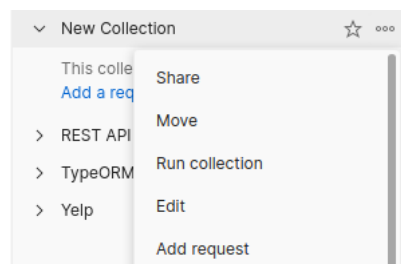 New Collection
This colle
Add a req
REST API
TypeORM
Yelp
Share
Move
Run collection
Edit
Add request